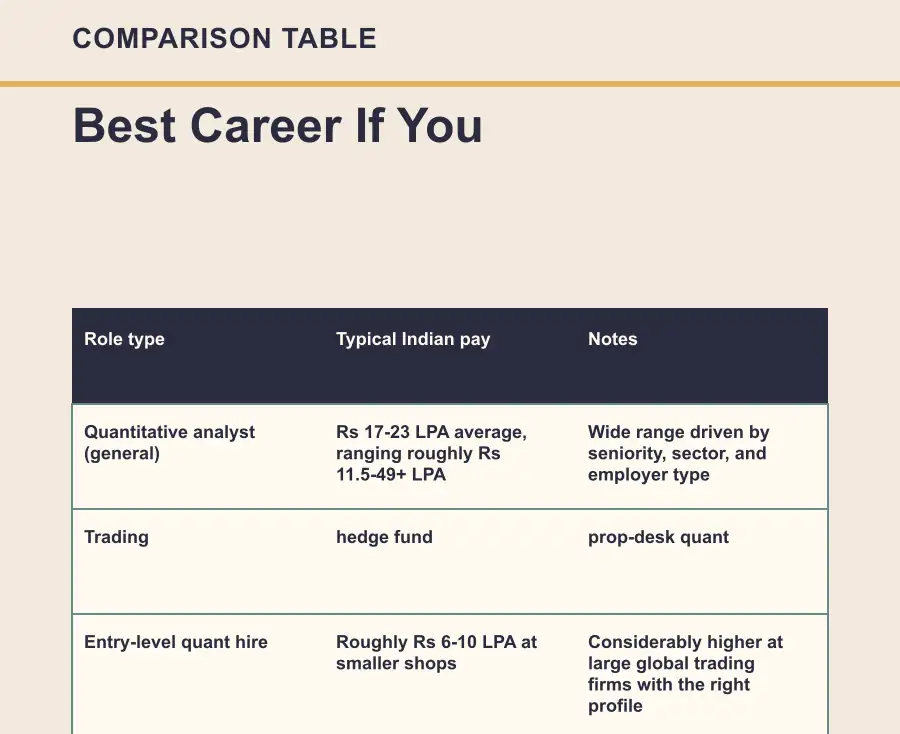 COMPARISON TABLE
Best Career If You
Role type
Typical Indian pay
Notes
Quantitative analyst
(general)
Rs 17-23 LPA average,
ranging roughly Rs
11.5-49+ LPA
Wide range driven by
seniority, sector, and
employer type
Trading
hedge fund
prop-desk quant
Entry-level quant hire
Roughly Rs 6-10 LPA at
smaller shops
Considerably higher at
large global trading
firms with the right
profile